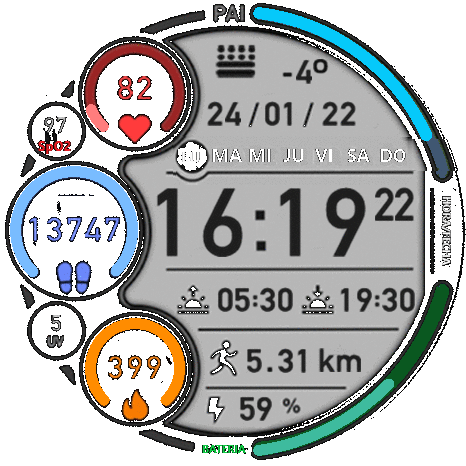 PAI
82
-4°
24/01/22
97
SpO2
MA MI JU VI SA DO
13747
16:19 22
05:30 19:30
5
UV
399
5.31 km
59 %
BATERIA